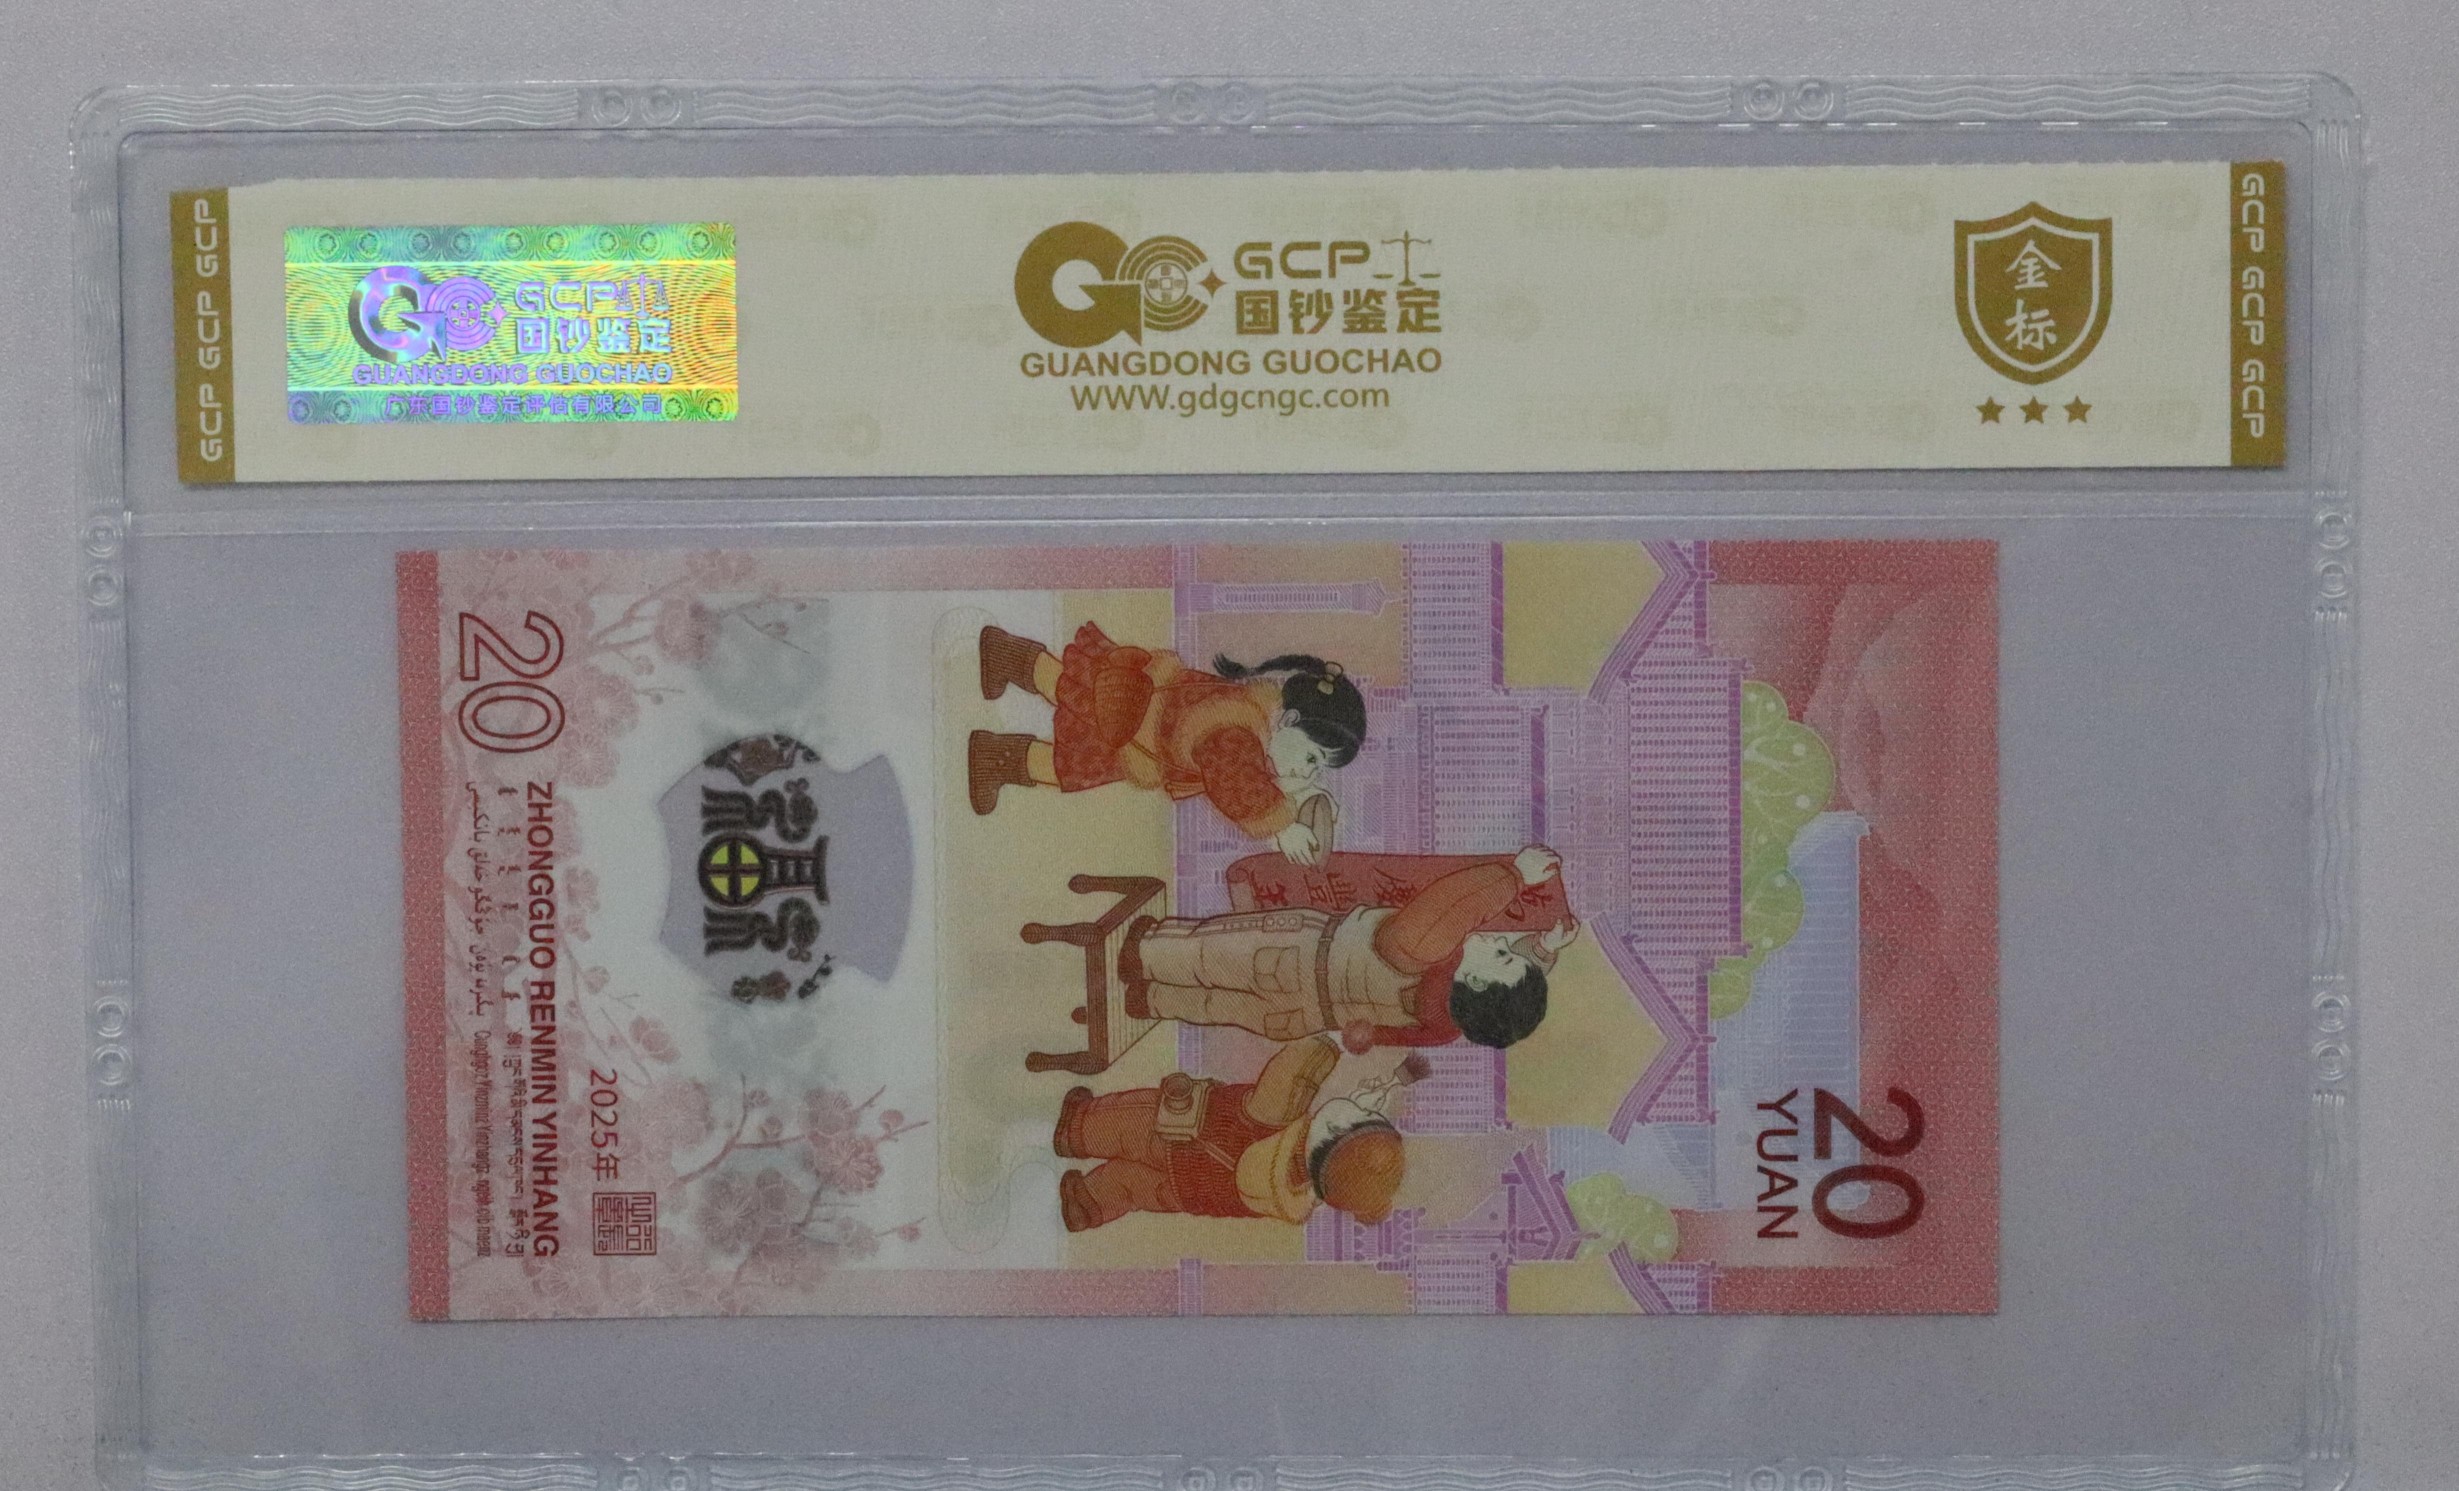 GCP GCP GCP
GCP
国钞鉴定
GUANGDONG GUOCHAO
广东国钞鉴定评估有限公司
GCP
国钞鉴定
GUANGDONG GUOCHAO
WWW.gdgcngc.com
金
标
GCP GCP GCP
20
YUAN
20
ZHONGGUO RENMIN YINHANG
2025年